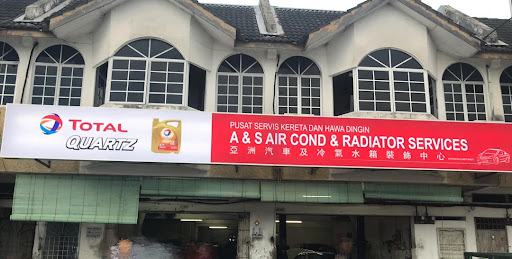 TOTAL
QUARTZ
PUSAT SERVIS KERETA DAN HAWA DINGIN
A & S AIR COND & RADIATOR SERVICES
亞洲汽車及冷氣水箱裝飾中心